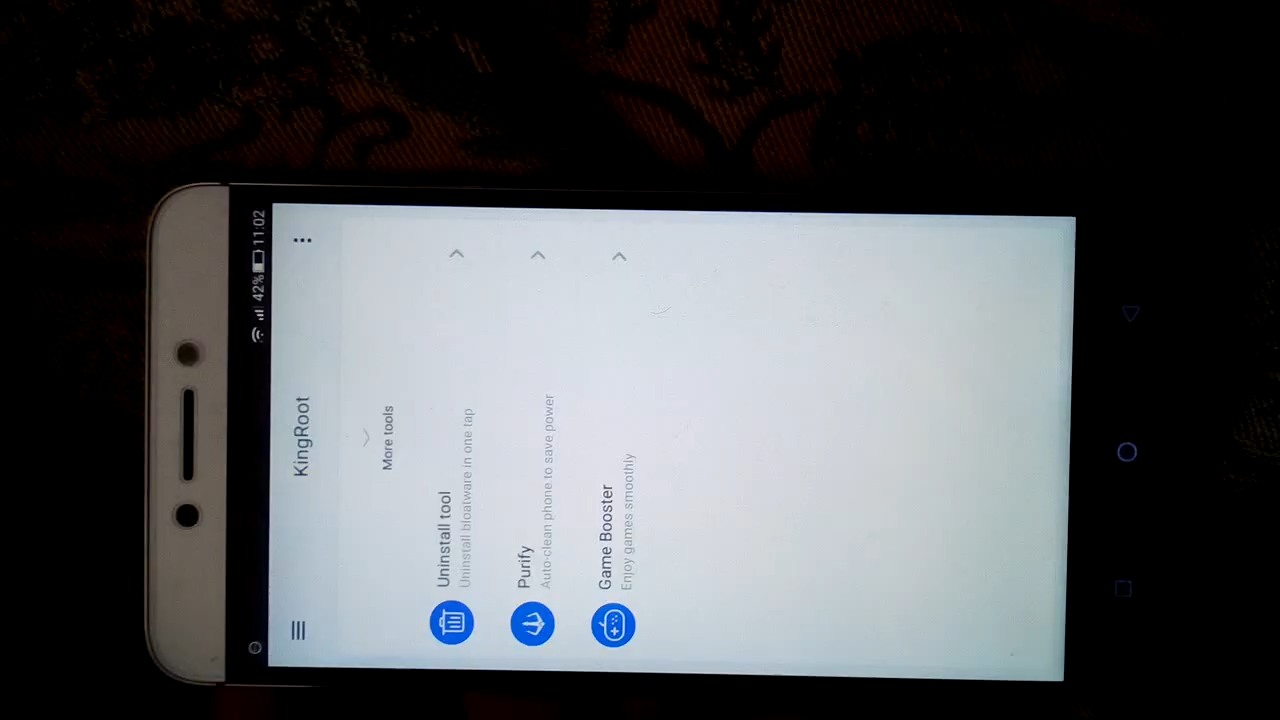 42% 11:02
KingRoot
More tools
Uninstall tool
Uninstall bloatware in one tap
Purify
Auto-clean phone to save power
Game Booster
Enjoy games smoothly